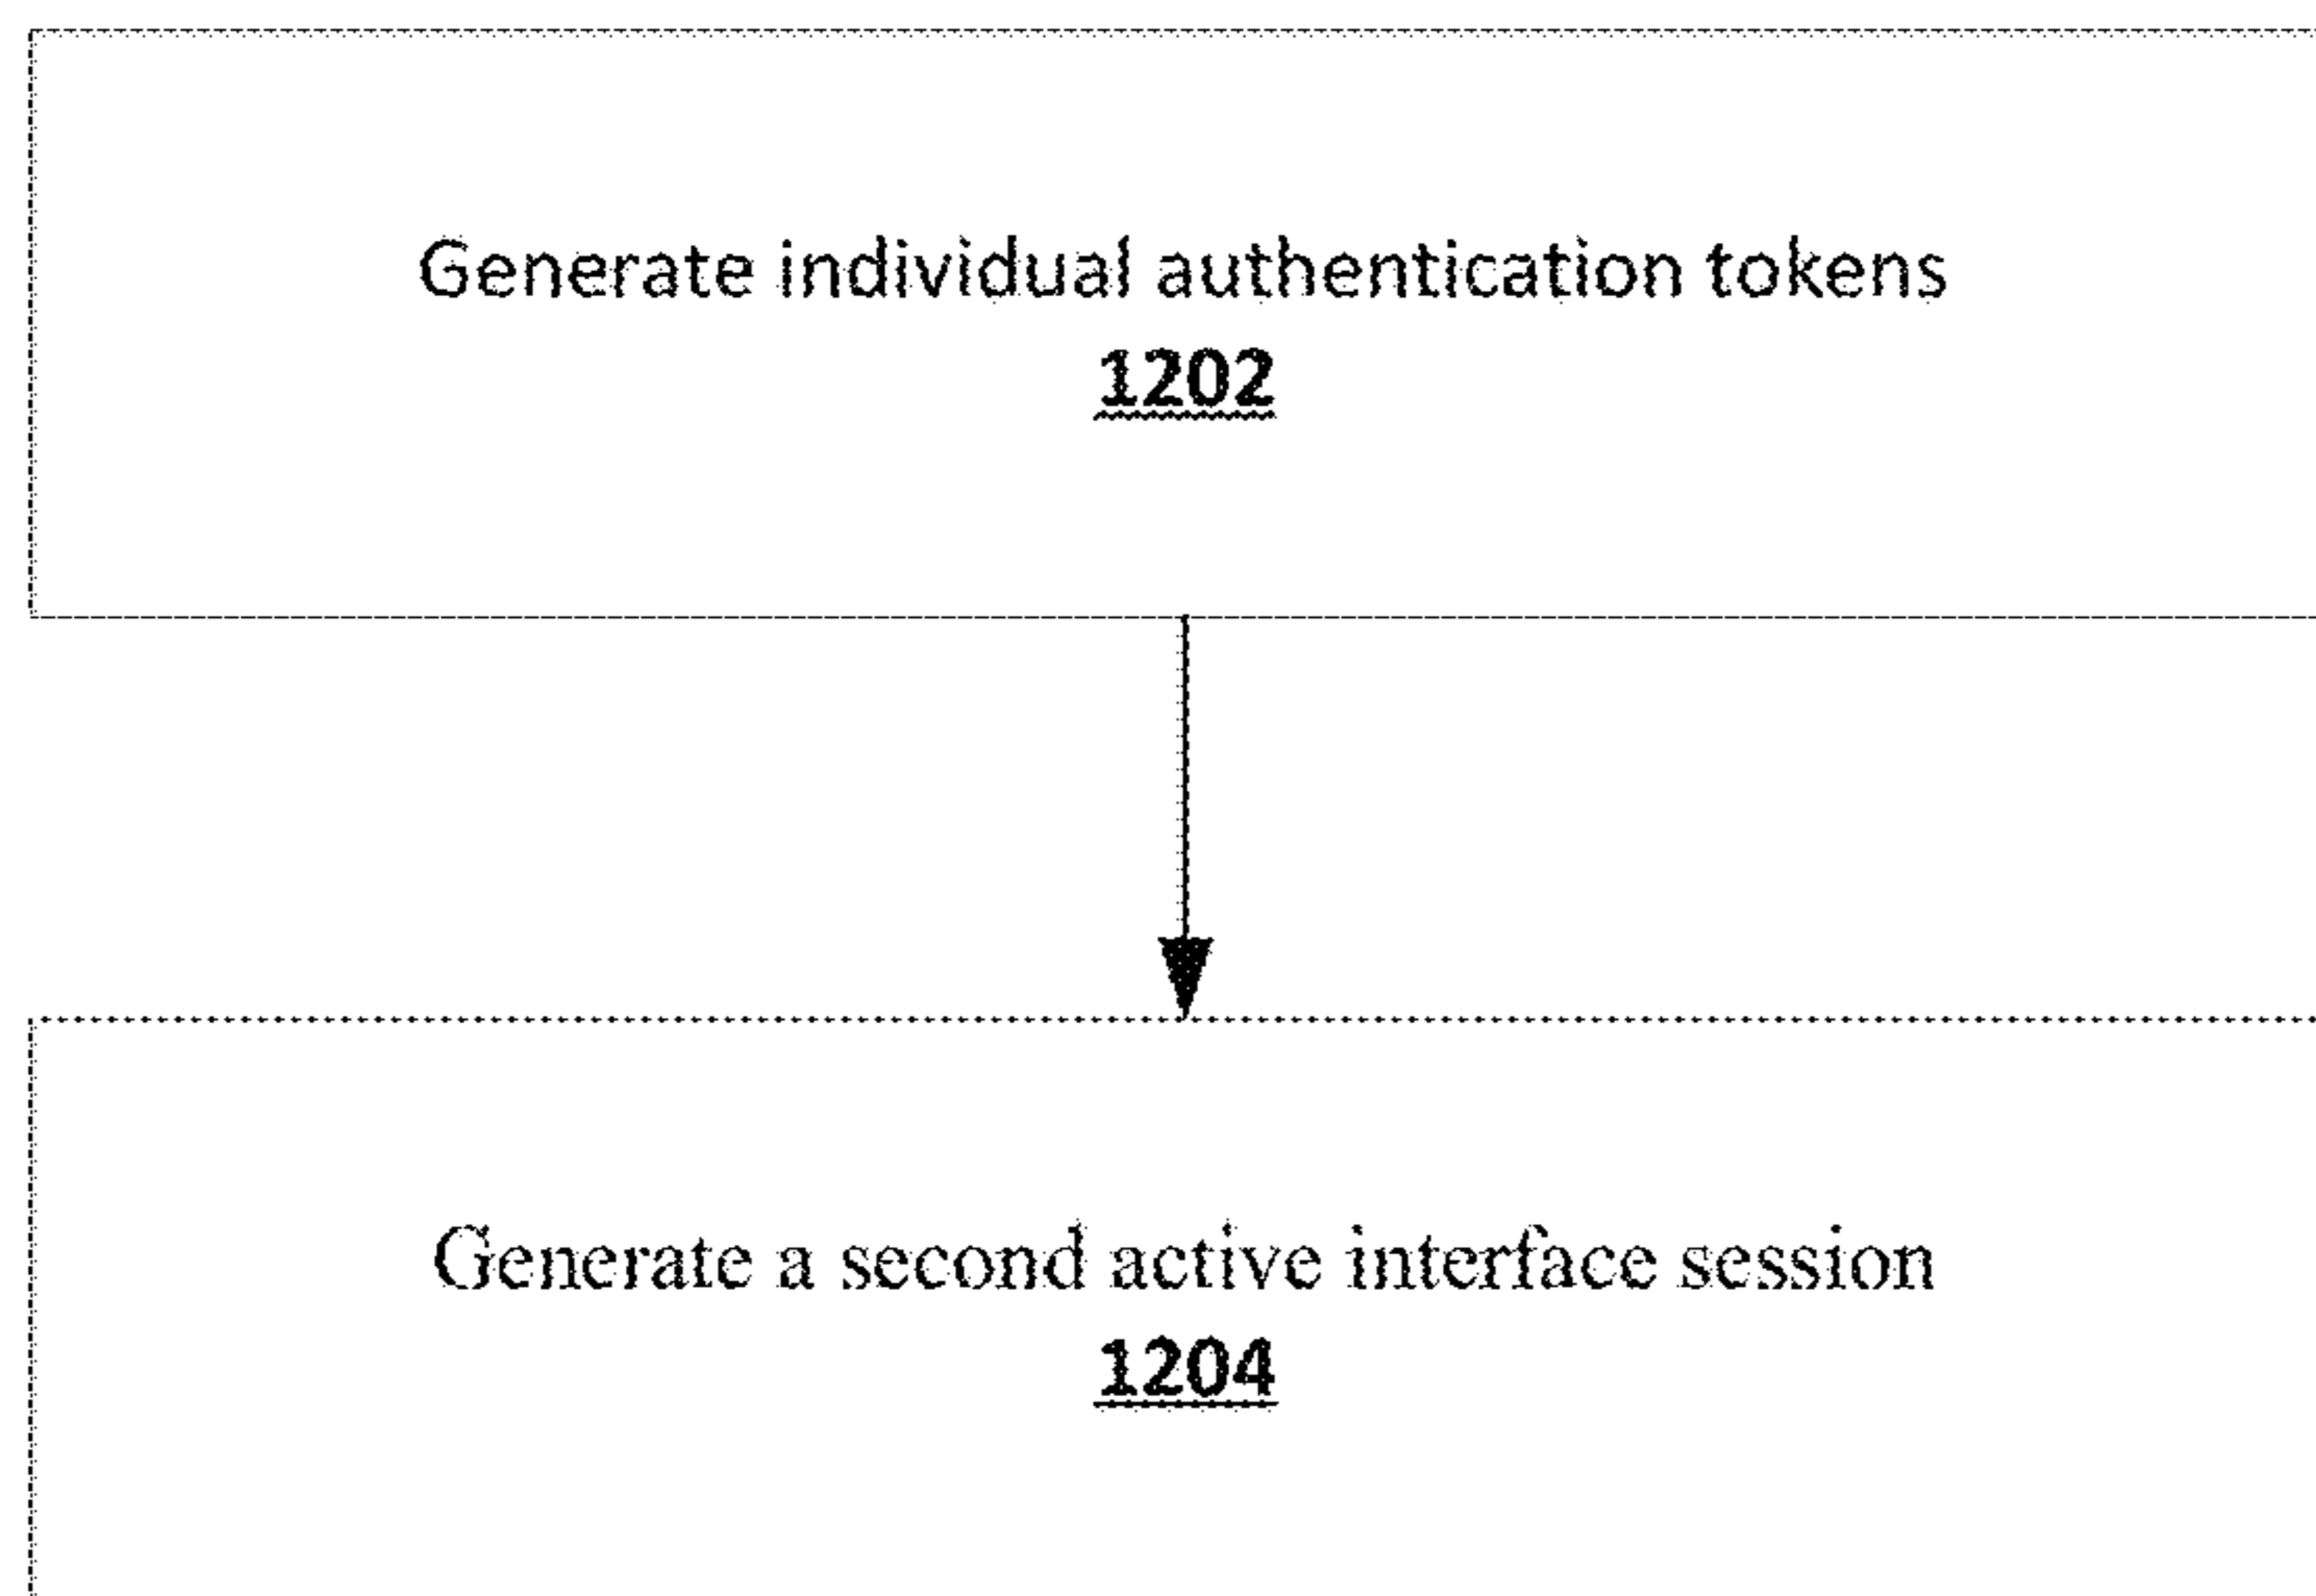 Generate individual authentication tokens
1202
Generate a second active interface session
1204